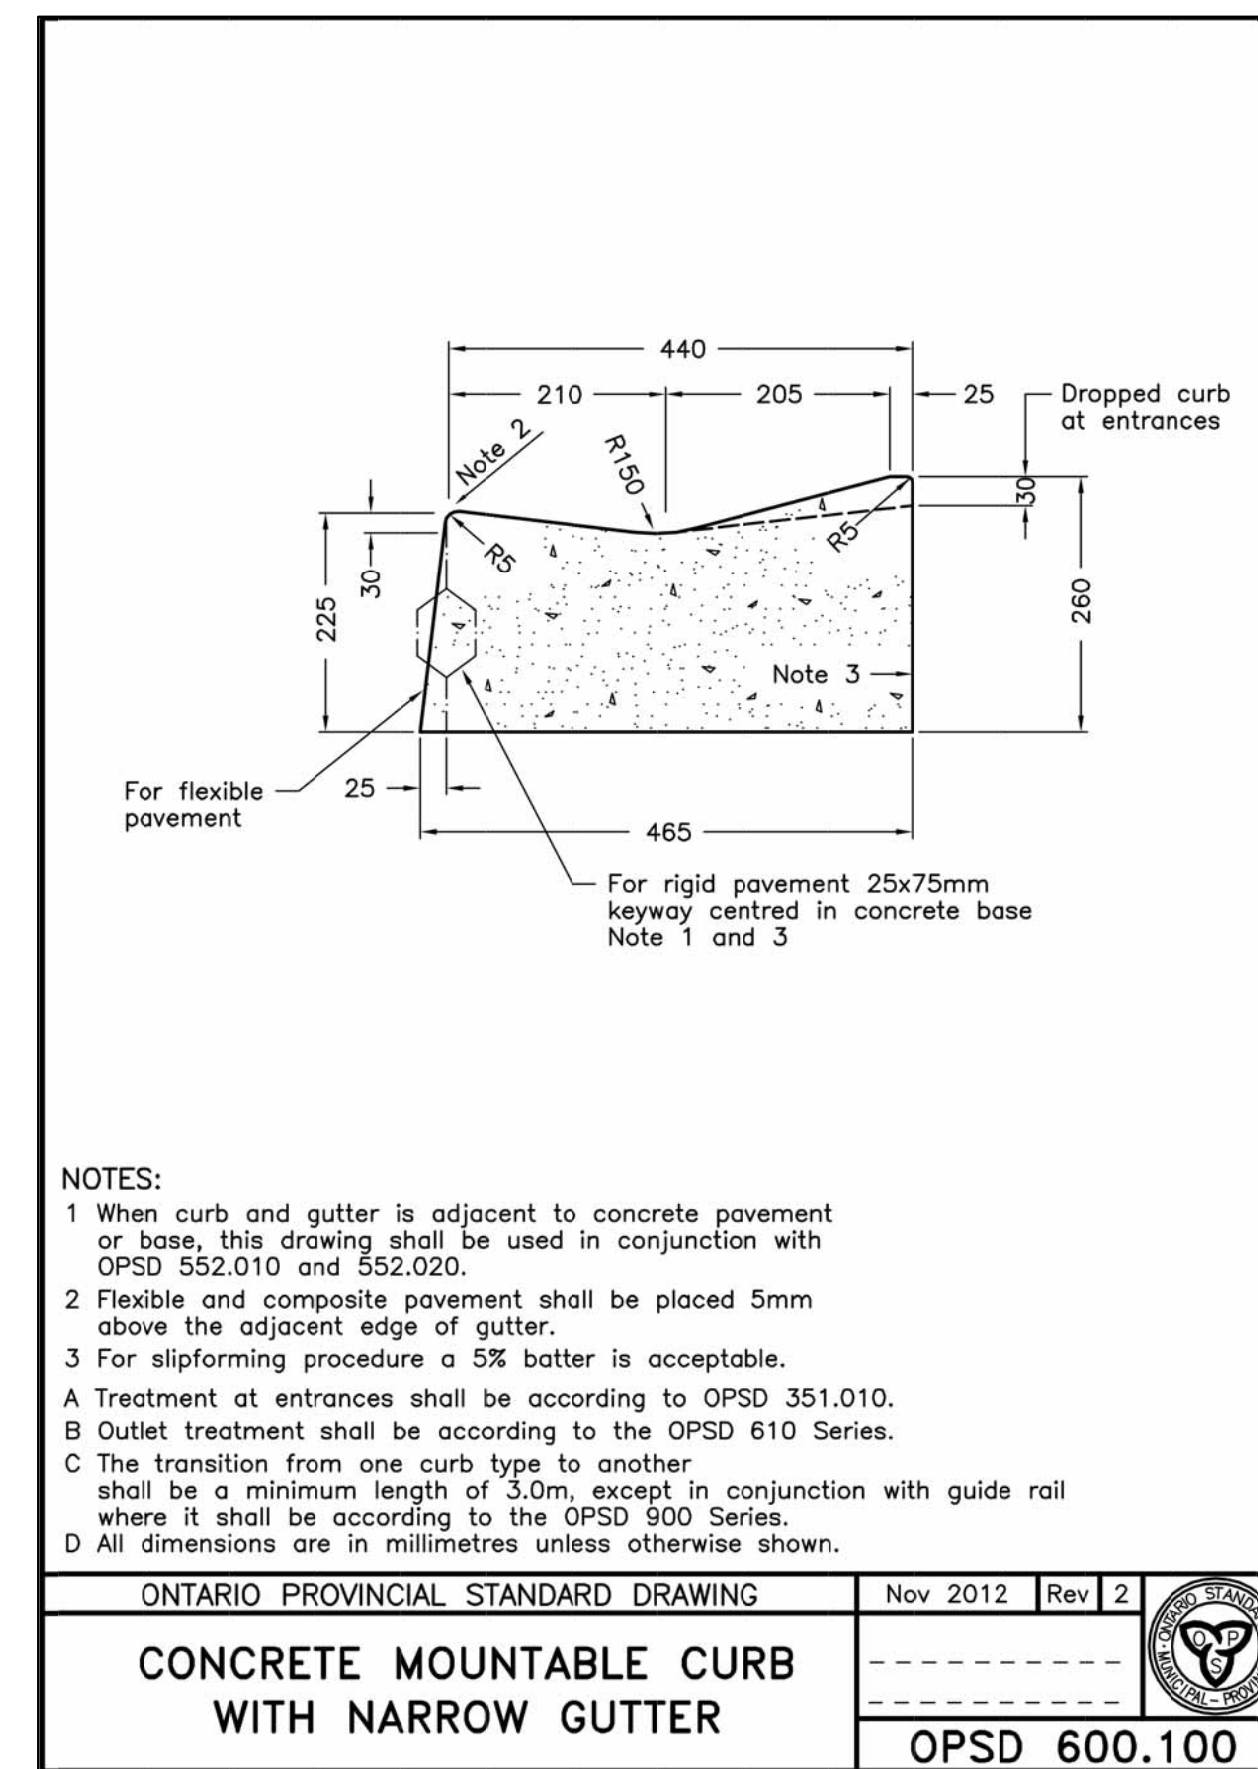 440
210
205
25
Dropped curb
at entrances
Note 2
R150
30
R5
R5
30
225
260
Note 3
For flexible
pavement
25
465
For rigid pavement 25x75mm
keyway centred in concrete base
Note 1 and 3
NOTES:
1 When curb and gutter is adjacent to concrete pavement
or base, this drawing shall be used in conjunction with
OPSD 552.010 and 552.020.
2 Flexible and composite pavement shall be placed 5mm
above the adjacent edge of gutter.
3 For slipforming procedure a 5% batter is acceptable.
A Treatment at entrances shall be according to OPSD 351.010.
B Outlet treatment shall be according to the OPSD 610 Series.
C The transition from one curb type to another
shall be a minimum length of 3.0m, except in conjunction with guide rail
where it shall be according to the OPSD 900 Series.
D All dimensions are in millimetres unless otherwise shown.
ONTARIO PROVINCIAL STANDARD DRAWING
Nov 2012 Rev 2
CONCRETE MOUNTABLE CURB
WITH NARROW GUTTER
OPS
OPSD 600.100